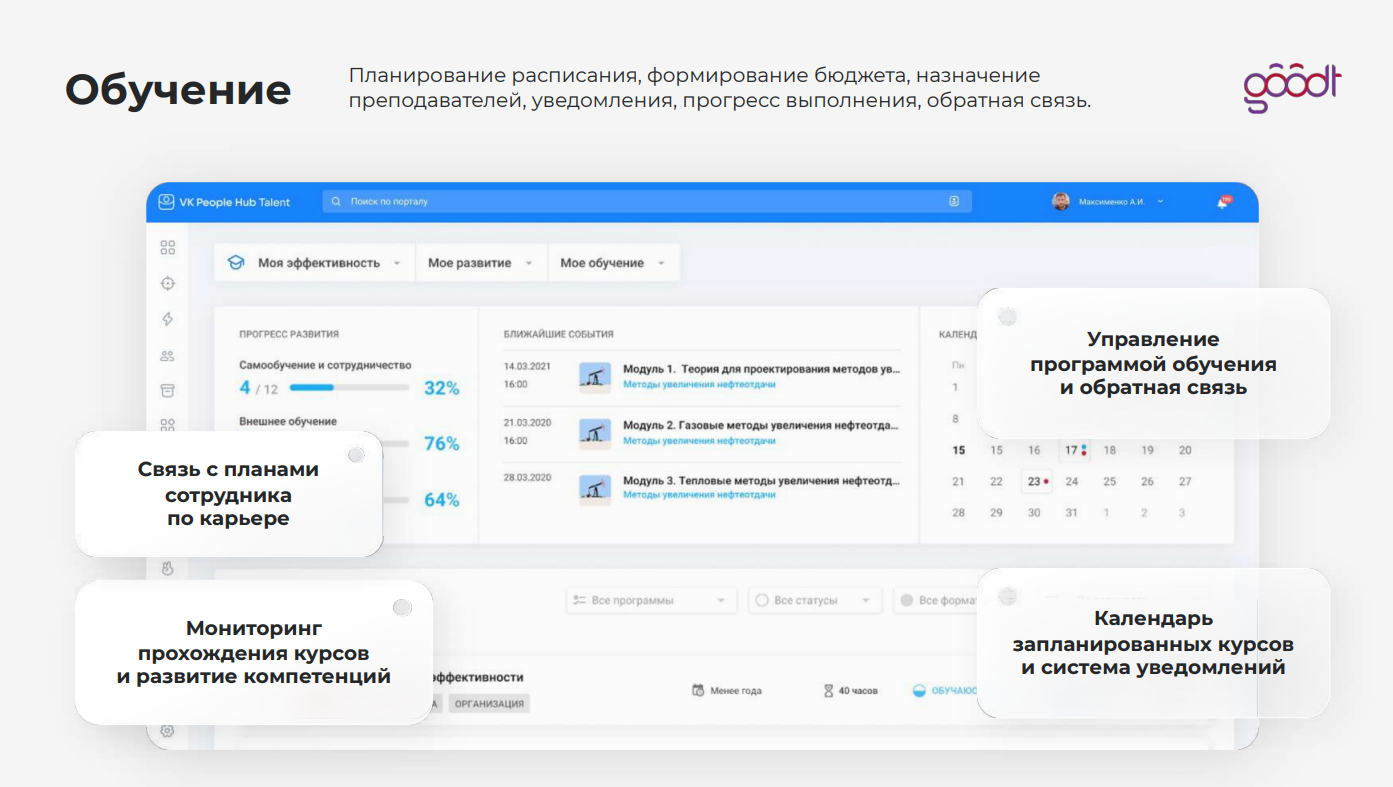 Обучение
Планирование расписания, формирование бюджета, назначение
преподавателей, уведомления, прогресс выполнения, обратная связь.
goodt
VK People Hub Talent
Поиск по порталу
Максименко А.И.
Моя эффективность
Мое развитие
Мое обучение
ПРОГРЕСС РАЗВИТИЯ
Самообучение и сотрудничество
4 / 12
32%
Внешнее обучение
76%
64%
БЛИЖАЙШИЕ СОБЫТИЯ
14.03.2021
16:00
Модуль 1. Теория для проектирования методов ув...
Методы увеличения нефтеотдачи
21.03.2020
16:00
Модуль 2. Газовые методы увеличения нефтеотда...
Методы увеличения нефтеотдачи
28.03.2020
Модуль 3. Тепловые методы увеличения нефтеотд...
Методы увеличения нефтеотдачи
КАЛЕНД
Пн
1
8
15 15 16 17 18 19 20
21 22 23 24 25 26 27
28 29 30 31 1 2 3
Управление
программой обучения
и обратная связь
Связь с планами
сотрудника
по карьере
Мониторинг
прохождения курсов
и развитие компетенций
Все программы
Все статусы
Все форма
Календарь
запланированных курсов
и система уведомлений
эффективности
А
ОРГАНИЗАЦИЯ
Менее года
40 часов
ОБУЧАЮС